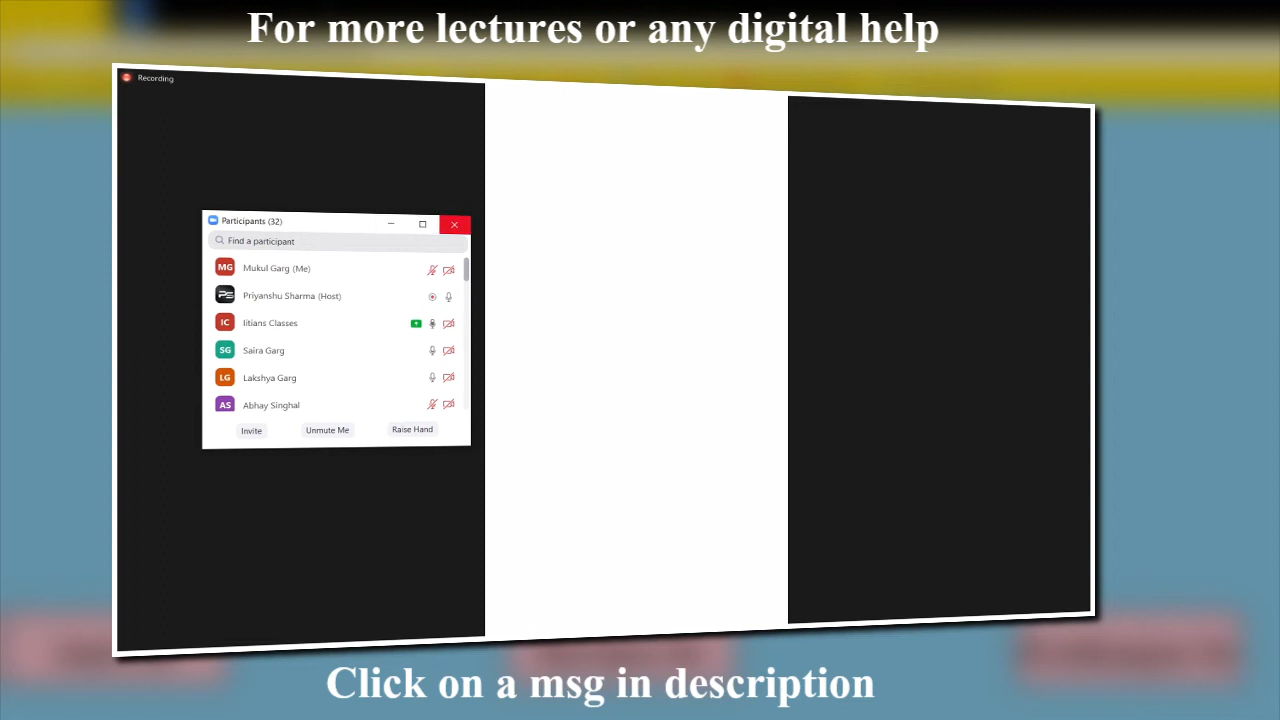 For more lectures or any digital help
Recording
Participants (32)
Find a participant
MG Mukul Garg (Me)
Priyanshu Sharma (Host)
IC Iitians Classes
SG Saira Garg
LG Lakshya Garg
AS Abhay Singhal
Invite Unmute Me Raise Hand
Click on a msg in description